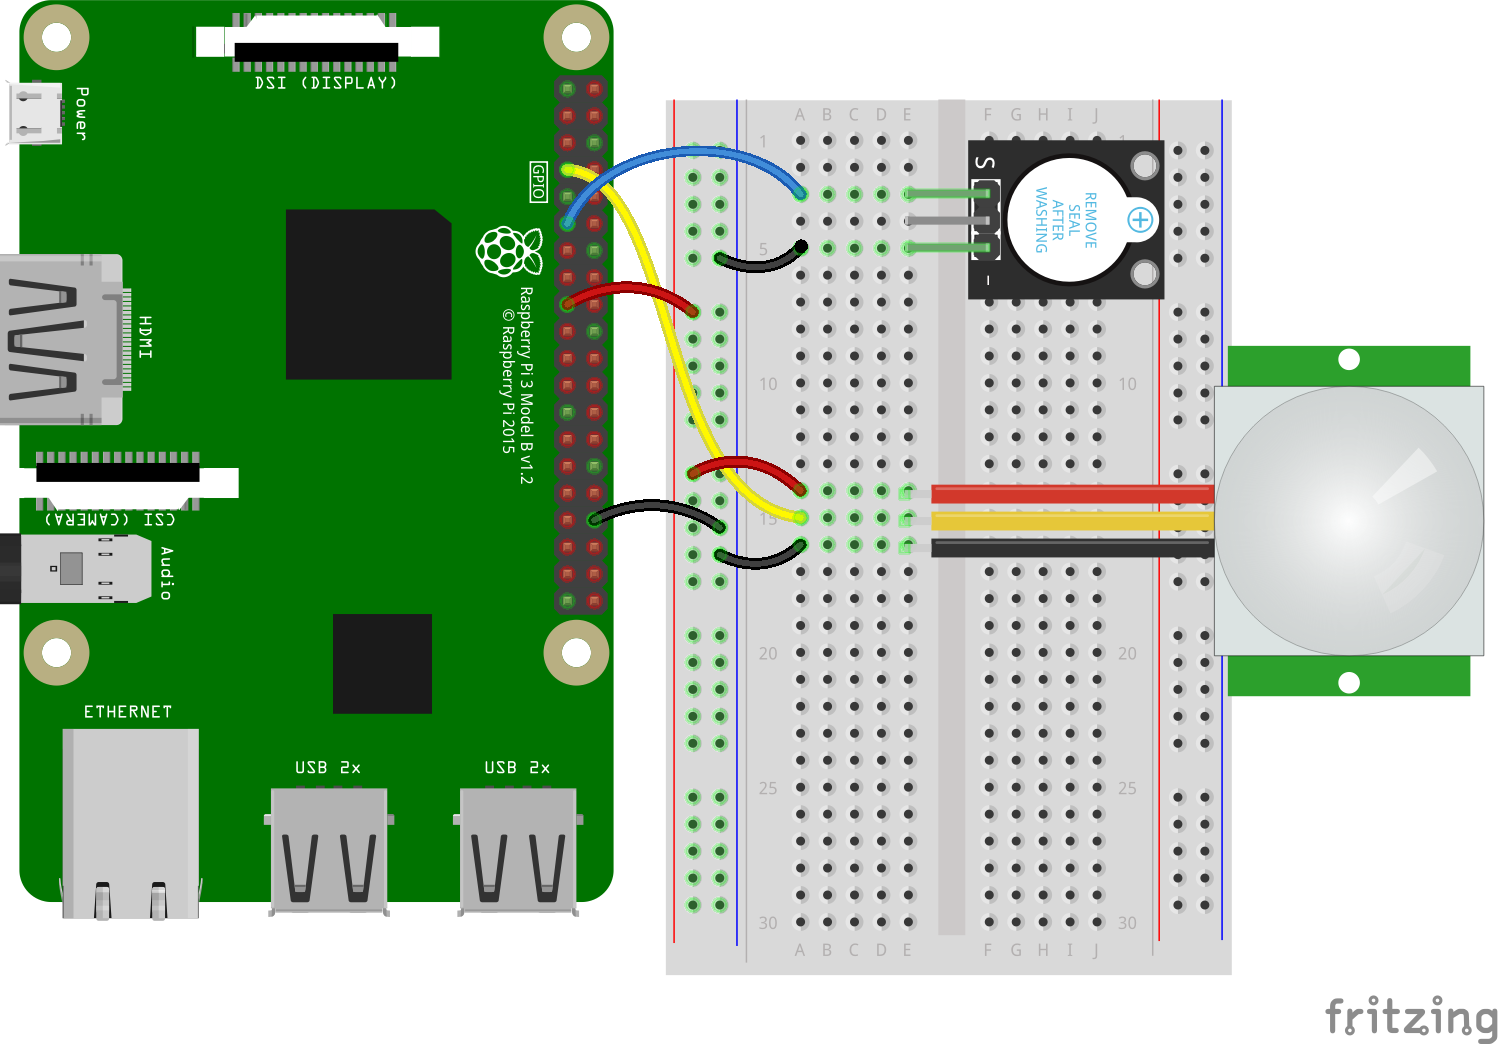 DSI (DISPLAY)
Power
GPIO
HDMI
Raspberry Pi 3 Model B v1.2
© Raspberry Pi 2015
CSI (CAMERA)
Audio
ETHERNET
USB 2x
USB 2x
A B C D E F G H I J
1 1
5
10 10
15
20 20
25 25
30 30
A B C D E F G H I J
S
REMOVE
SEAL
AFTER
WASHING
+
–
fritzing